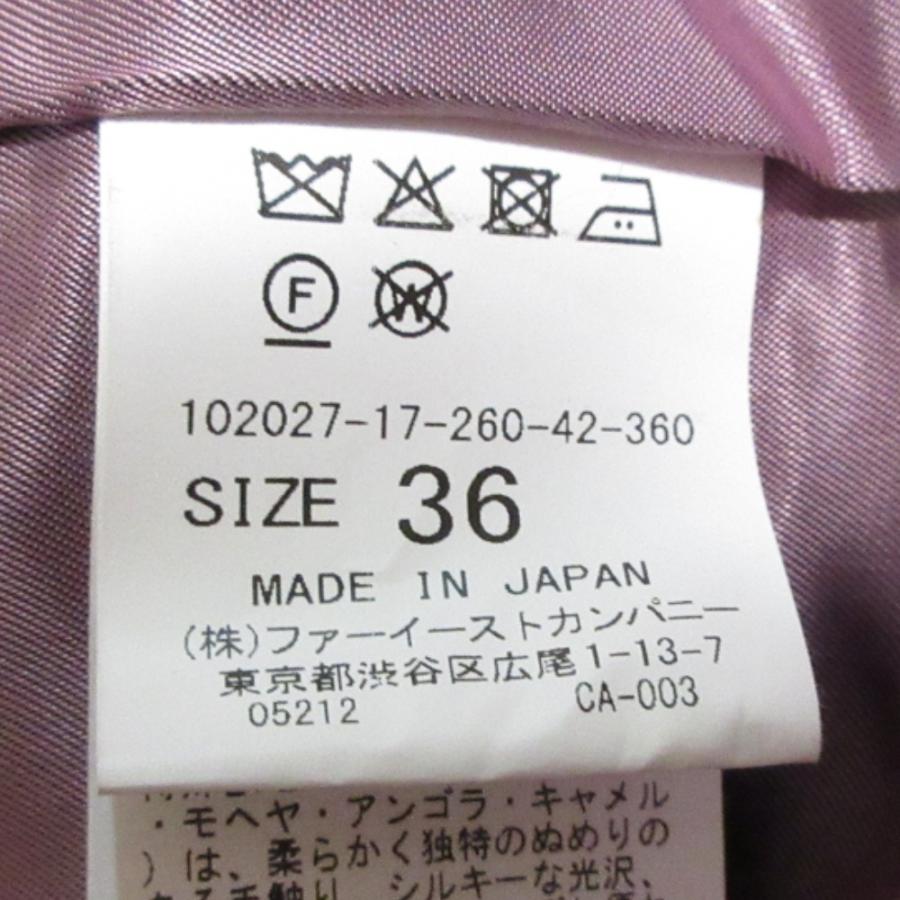 F W
102027-17-260-42-360
SIZE 36
MADE IN JAPAN
(株)ファーイーストカンパニー
東京都渋谷区広尾1-13-7
05212 CA-003
・モヘヤ・アンゴラ・キャメル
)は、柔らかく独特のぬめりの
ある手触り、シルキーな光沢、